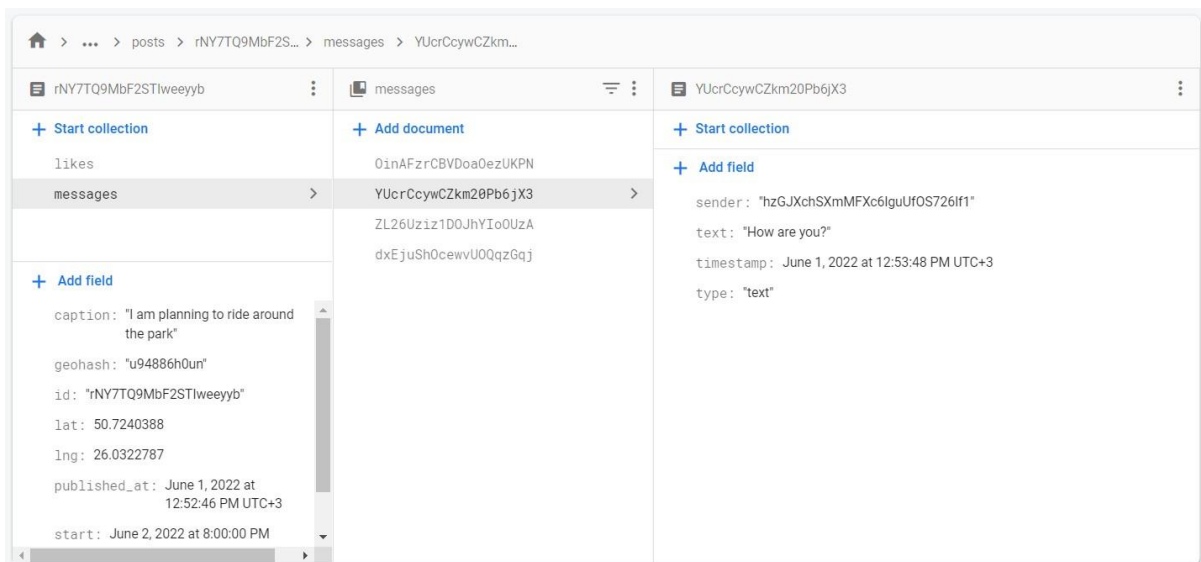 ... > posts > rNY7TQ9MbF2S... > messages > YUcrCcywCZkm...
rNY7TQ9MbF2STIweeyyb
+ Start collection
likes
messages
+ Add field
caption: "I am planning to ride around
the park"
geohash: "u94886h0un"
id: "rNY7TQ9MbF2STIweeyyb"
lat: 50.7240388
lng: 26.0322787
published_at: June 1, 2022 at
12:52:46 PM UTC+3
start: June 2, 2022 at 8:00:00 PM
messages
+ Add document
OinAFzrCBVDoaOezUKPN
YUcrCcywCZkm20Pb6jX3
ZL26Uziz1DOJhYIoOUzA
dxEjuShOcewvUOQqzGqj
YUcrCcywCZkm20Pb6jX3
+ Start collection
+ Add field
sender: "hzGJXchSXmMFXc6IguUfOS726If1"
text: "How are you?"
timestamp: June 1, 2022 at 12:53:48 PM UTC+3
type: "text"